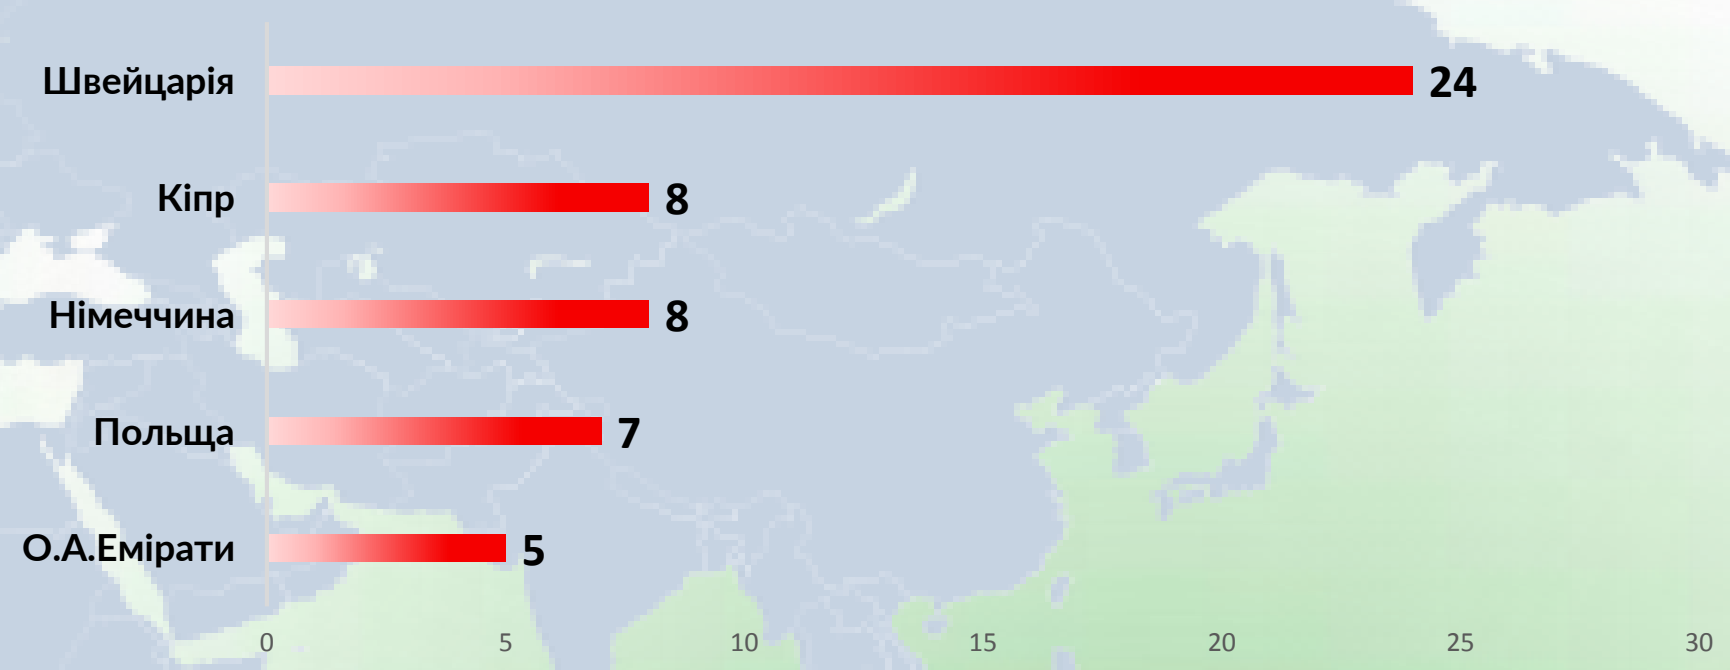 Швейцарія 24
Кіпр 8
Німеччина 8
Польща 7
О.А.Емірати 5
0 5 10 15 20 25 30